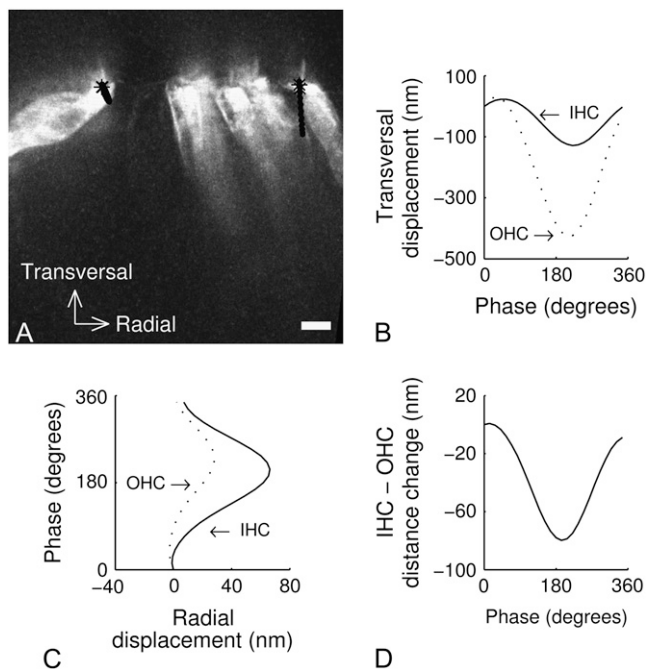 Transversal
Radial
A
Transversal
displacement (nm)
100
−100
−300
−500
IHC
OHC
0 180 360
Phase (degrees)
B
Phase (degrees)
360
180
0
OHC
IHC
−40 0 40 80
Radial
displacement (nm)
C
IHC − OHC
distance change (nm)
20
−20
−60
−100
0 180 360
Phase (degrees)
D